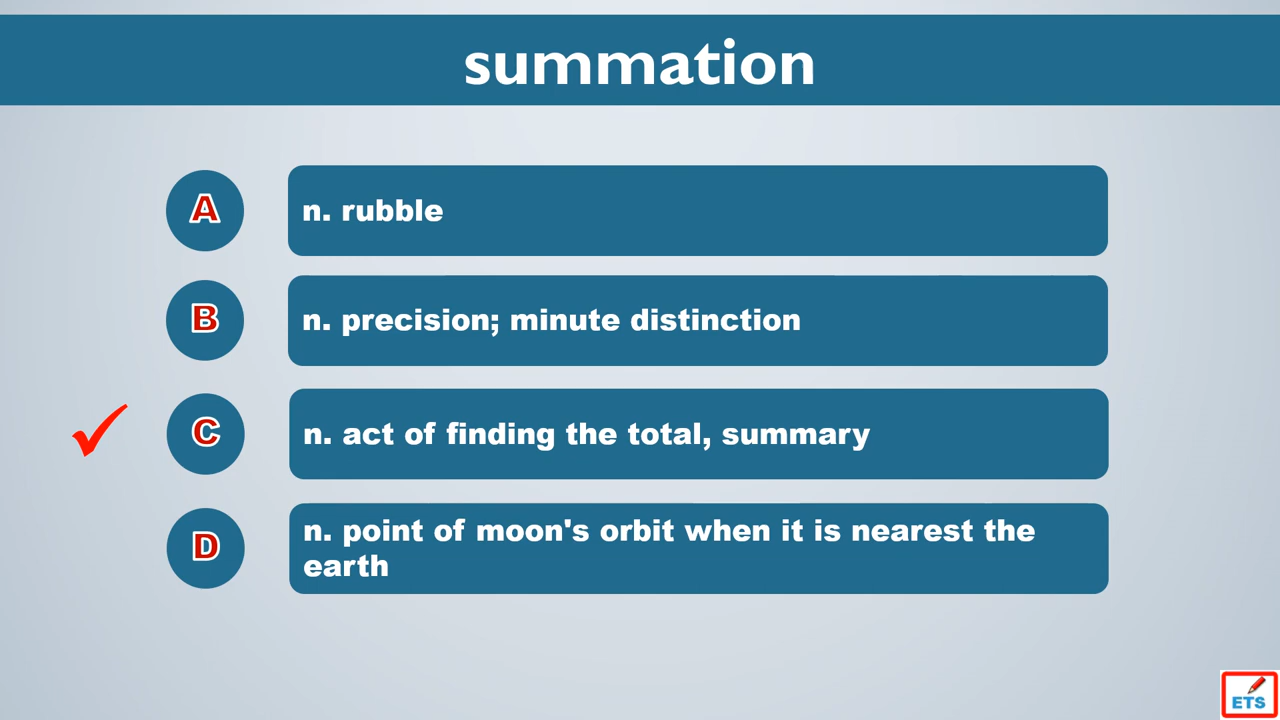 summation
A
n. rubble
B
n. precision; minute distinction
C
n. act of finding the total, summary
D
n. point of moon's orbit when it is nearest the
earth
ETS